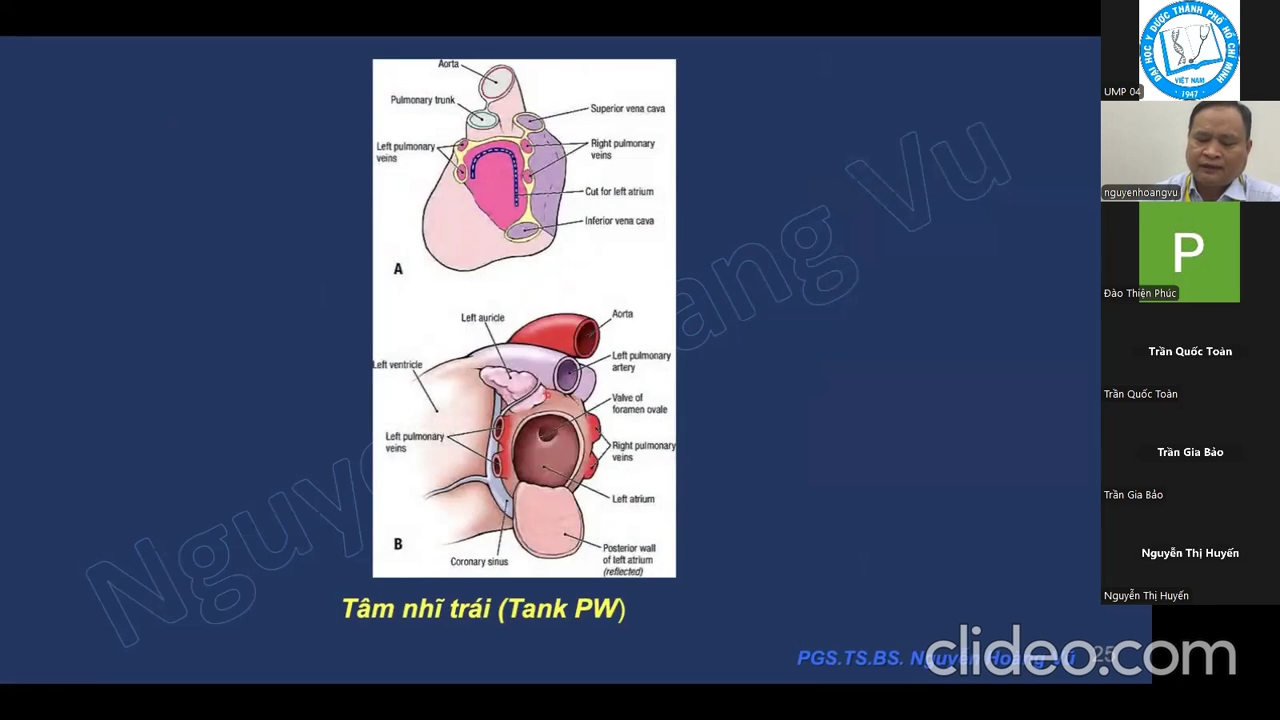 Aorta
Pulmonary trunk
Superior vena cava
Left pulmonary
veins
Right pulmonary
veins
Cut for left atrium
Inferior vena cava
A
Left auricle
Aorta
Left ventricle
Left pulmonary
artery
Valve of
foramen ovale
Left pulmonary
veins
Right pulmonary
veins
Left atrium
B
Coronary sinus
Posterior wall
of left atrium
(reflected)
Tâm nhĩ trái (Tank PW)
PGS.TS.BS. Nguyễn Hoàng Vũ
25
Nguyen Hoang Vu
clideo.com
ĐẠI HỌC Y DƯỢC THÀNH PHỐ HỒ CHÍ MINH
VIỆT NAM
1947
UMP 04
nguyenhoangvu
P
Đào Thiện Phúc
Trần Quốc Toàn
Trần Quốc Toàn
Trần Gia Bảo
Trần Gia Bảo
Nguyễn Thị Huyến
Nguyễn Thị Huyến